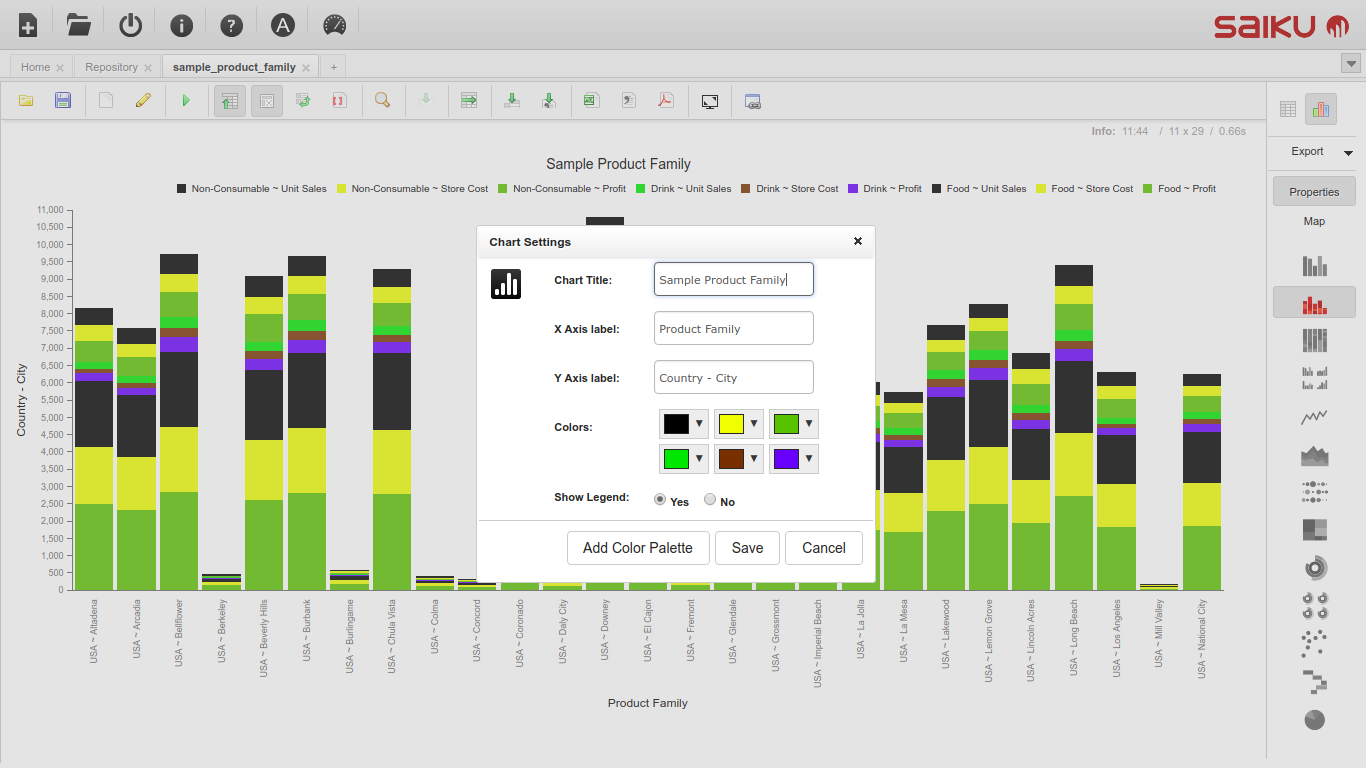 SAIKU
Home
Repository
sample_product_family
+
Info: 11:44 / 11 x 29 / 0.66s
Export
Properties
Map
Sample Product Family
Non-Consumable ~ Unit Sales Non-Consumable ~ Store Cost Non-Consumable ~ Profit Drink ~ Unit Sales Drink ~ Store Cost Drink ~ Profit Food ~ Unit Sales Food ~ Store Cost Food ~ Profit
11,000
10,500
10,000
9,500
9,000
8,500
8,000
7,500
7,000
6,500
6,000
5,500
5,000
4,500
4,000
3,500
3,000
2,500
2,000
1,500
1,000
500
0
Country - City
Chart Settings
Chart Title: Sample Product Family
X Axis label: Product Family
Y Axis label: Country - City
Colors:
Show Legend: Yes No
Add Color Palette Save Cancel
USA ~ Altadena
USA ~ Arcadia
USA ~ Bellflower
USA ~ Berkeley
USA ~ Beverly Hills
USA ~ Burbank
USA ~ Burlingame
USA ~ Chula Vista
USA ~ Colma
USA ~ Concord
USA ~ Coronado
USA ~ Daly City
USA ~ Downey
USA ~ El Cajon
USA ~ Fremont
USA ~ Glendale
USA ~ Grossmont
USA ~ Imperial Beach
USA ~ La Jolla
USA ~ La Mesa
USA ~ Lakewood
USA ~ Lemon Grove
USA ~ Lincoln Acres
USA ~ Long Beach
USA ~ Los Angeles
USA ~ Mill Valley
USA ~ National City
Product Family